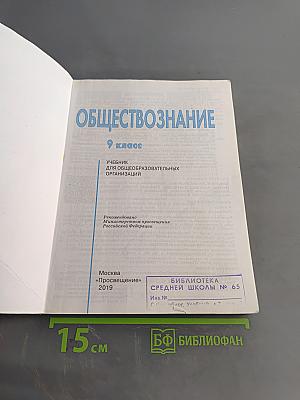 ОБЩЕСТВОЗНАНИЕ
9 класс
УЧЕБНИК
ДЛЯ ОБЩЕОБРАЗОВАТЕЛЬНЫХ
ОРГАНИЗАЦИЙ
Рекомендовано
Министерством просвещения
Российской Федерации
Москва
«Просвещение»
2019
БИБЛИОТЕКА
СРЕДНЕЙ ШКОЛЫ № 65
Инв.№
15 см
БФ БИБЛИОФАН